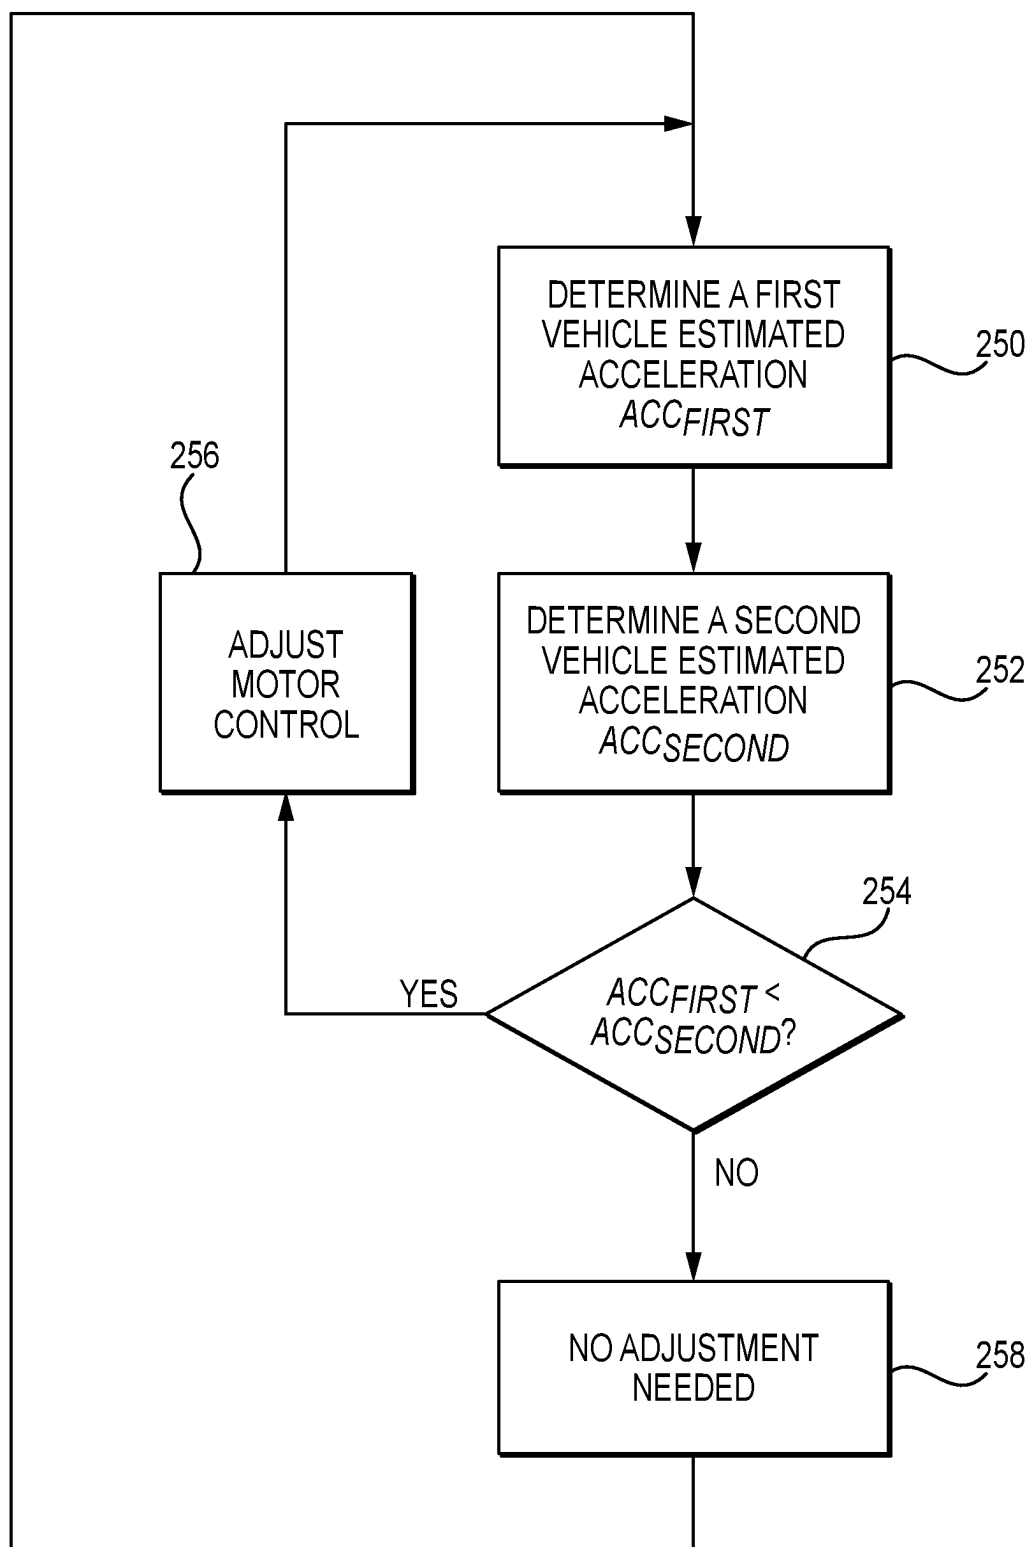 DETERMINE A FIRST
VEHICLE ESTIMATED
ACCELERATION
ACCFIRST
250
256
ADJUST
MOTOR
CONTROL
DETERMINE A SECOND
VEHICLE ESTIMATED
ACCELERATION
ACCSECOND
252
254
YES
ACCFIRST <
ACCSECOND?
NO
NO ADJUSTMENT
NEEDED
258